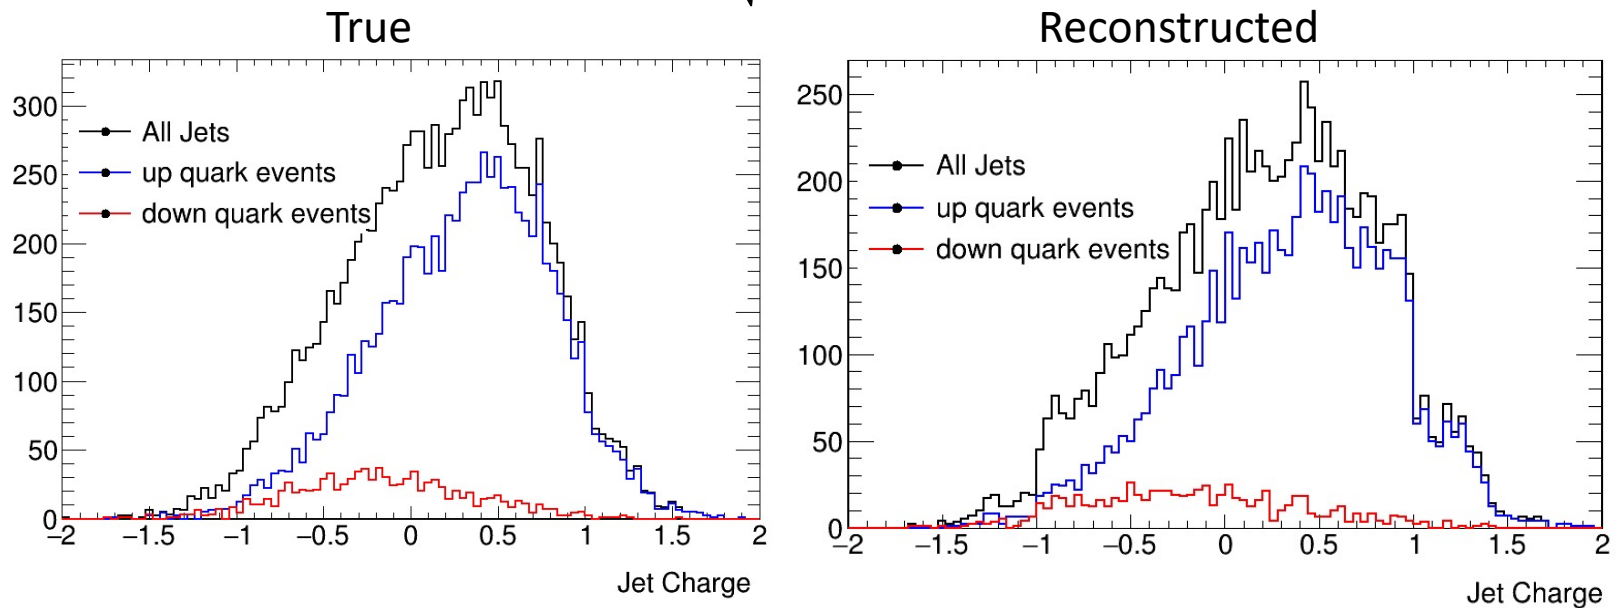 True
300
250
200
150
100
50
0
All Jets
up quark events
down quark events
−2 −1.5 −1 −0.5 0 0.5 1 1.5 2
Jet Charge
Reconstructed
250
200
150
100
50
0
All Jets
up quark events
down quark events
−2 −1.5 −1 −0.5 0 0.5 1 1.5 2
Jet Charge